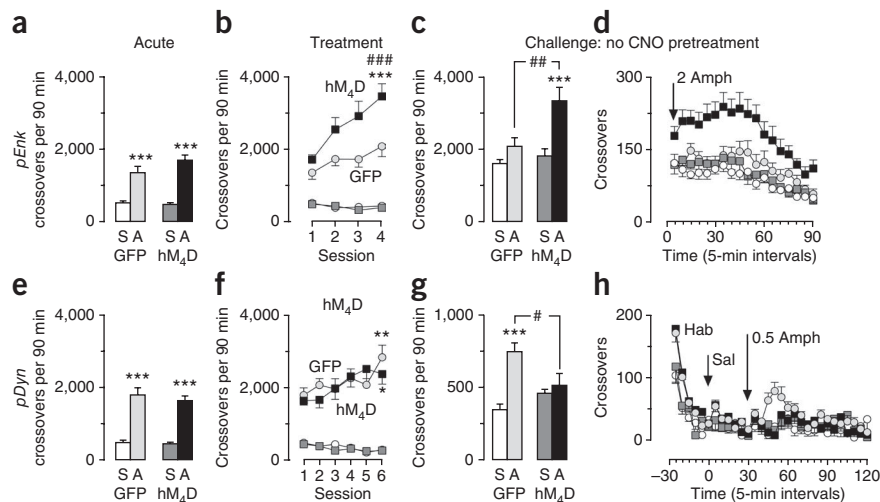 a
Acute
pEnk
crossovers per 90 min
4,000
2,000
0
***
***
S A S A
GFP hM4D
b
Treatment
Crossovers per 90 min
4,000
2,000
0
###
***
hM4D
GFP
1 2 3 4
Session
Challenge: no CNO pretreatment
c
Crossovers per 90 min
4,000
2,000
0
##
***
S A S A
GFP hM4D
d
Crossovers
300
150
0
2 Amph
0 30 60 90
Time (5-min intervals)
e
pDyn
crossovers per 90 min
4,000
2,000
0
***
***
S A S A
GFP hM4D
f
Crossovers per 90 min
4,000
2,000
0
hM4D
**
GFP
*
hM4D
1 2 3 4 5 6
Session
g
Crossovers per 90 min
1,000
500
0
#
***
S A S A
GFP hM4D
h
Crossovers
200
100
0
Hab
Sal
0.5 Amph
–30 0 30 60 90 120
Time (5-min intervals)